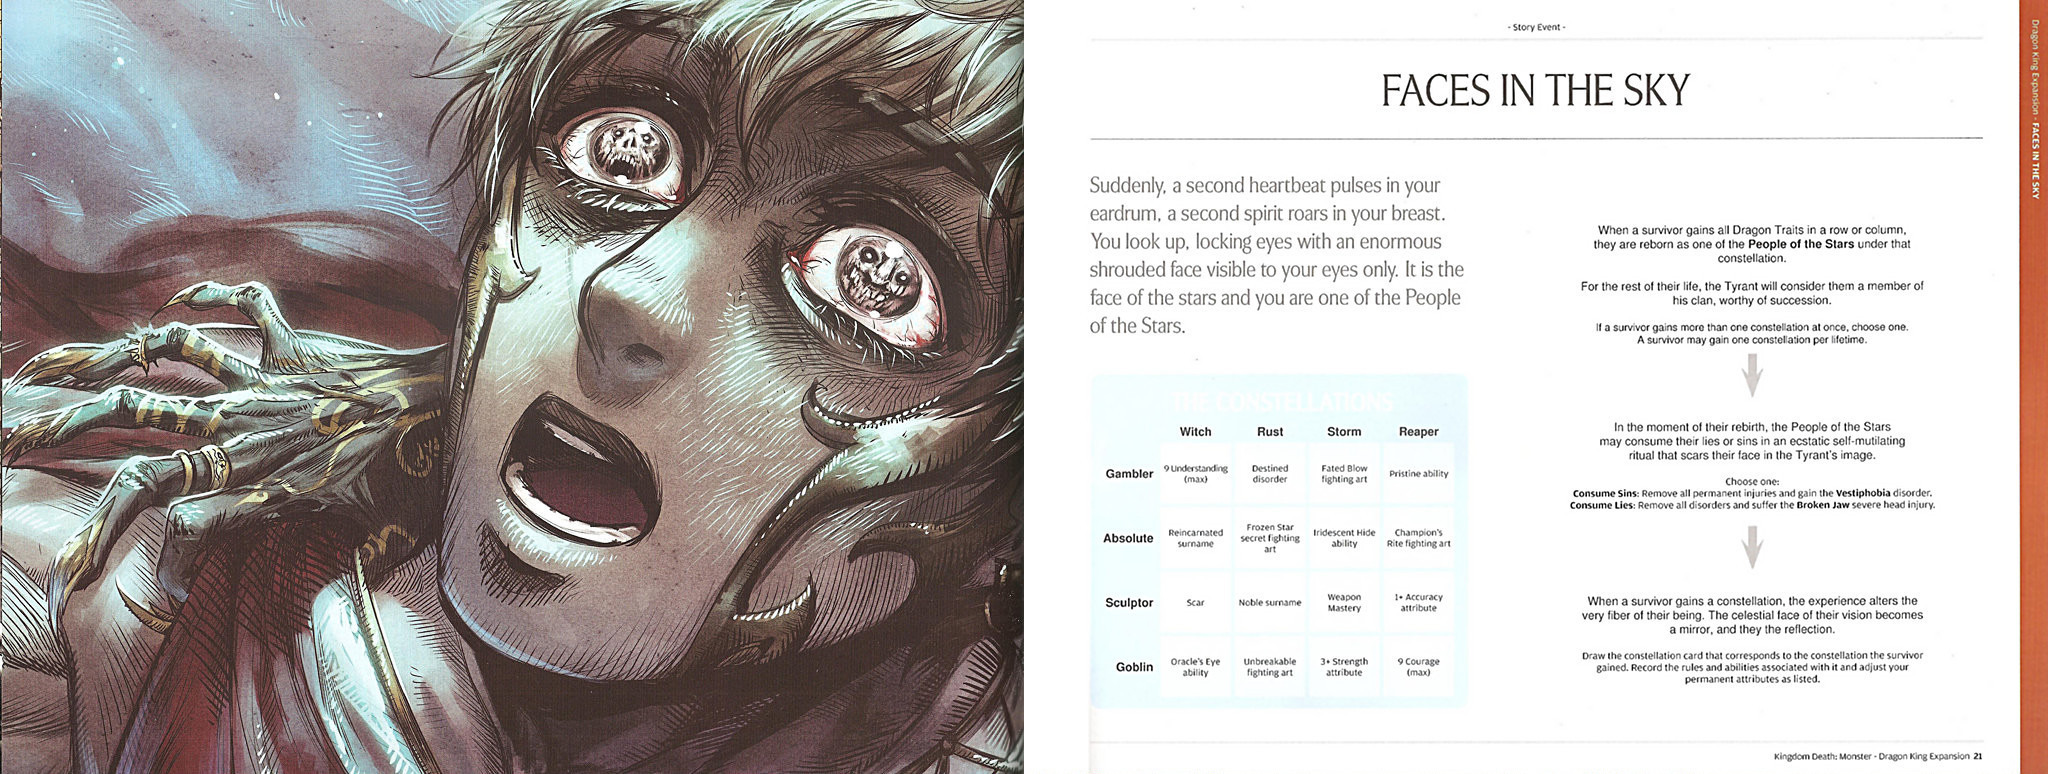 - Story Event -
FACES IN THE SKY
Suddenly, a second heartbeat pulses in your
eardrum, a second spirit roars in your breast.
You look up, locking eyes with an enormous
shrouded face visible to your eyes only. It is the
face of the stars and you are one of the People
of the Stars.
THE CONSTELLATIONS
Witch Rust Storm Reaper
Gambler
9 Understanding
(max)
Destined
disorder
Fated Blow
fighting art
Pristine ability
Absolute
Reincarnated
surname
Frozen Star
secret fighting
art
Iridescent Hide
ability
Champion's
Rite fighting art
Sculptor
Scar
Noble surname
Weapon
Mastery
1+ Accuracy
attribute
Goblin
Oracle's Eye
ability
Unbreakable
fighting art
3+ Strength
attribute
9 Courage
(max)
When a survivor gains all Dragon Traits in a row or column,
they are reborn as one of the People of the Stars under that
constellation.
For the rest of their life, the Tyrant will consider them a member of
his clan, worthy of succession.
If a survivor gains more than one constellation at once, choose one.
A survivor may gain one constellation per lifetime.
In the moment of their rebirth, the People of the Stars
may consume their lies or sins in an ecstatic self-mutilating
ritual that scars their face in the Tyrant's image.
Choose one:
Consume Sins: Remove all permanent injuries and gain the Vestiphobia disorder.
Consume Lies: Remove all disorders and suffer the Broken Jaw severe head injury.
When a survivor gains a constellation, the experience alters the
very fiber of their being. The celestial face of their vision becomes
a mirror, and they the reflection.
Draw the constellation card that corresponds to the constellation the survivor
gained. Record the rules and abilities associated with it and adjust your
permanent attributes as listed.
Kingdom Death: Monster - Dragon King Expansion 21
Dragon King Expansion - FACES IN THE SKY